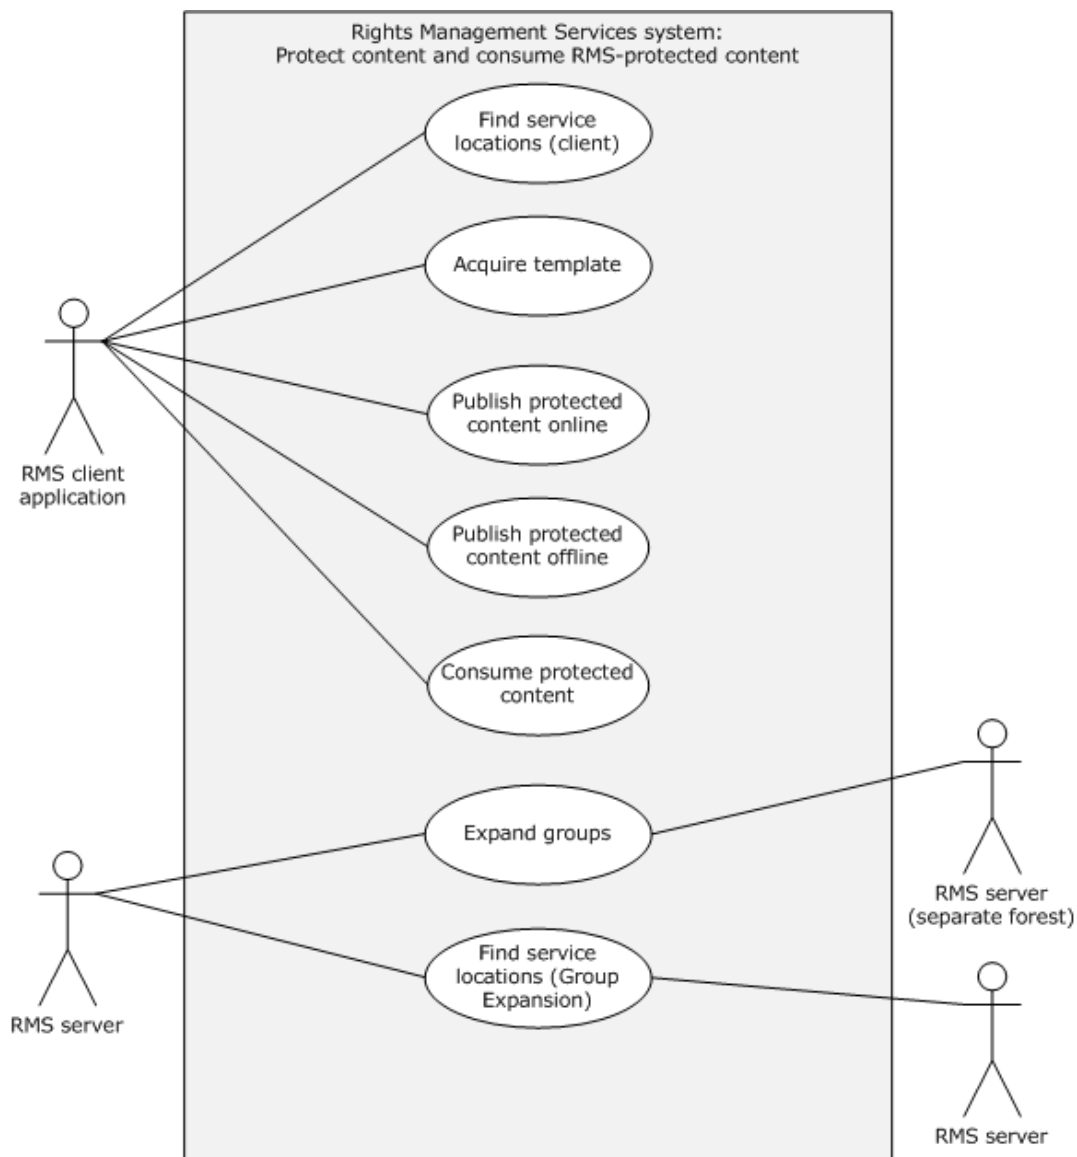 Rights Management Services system:
Protect content and consume RMS-protected content
Find service
locations (client)
Acquire template
Publish protected
content online
RMS client
application
Publish protected
content offline
Consume protected
content
Expand groups
RMS server
(separate forest)
Find service
locations (Group
Expansion)
RMS server
RMS server